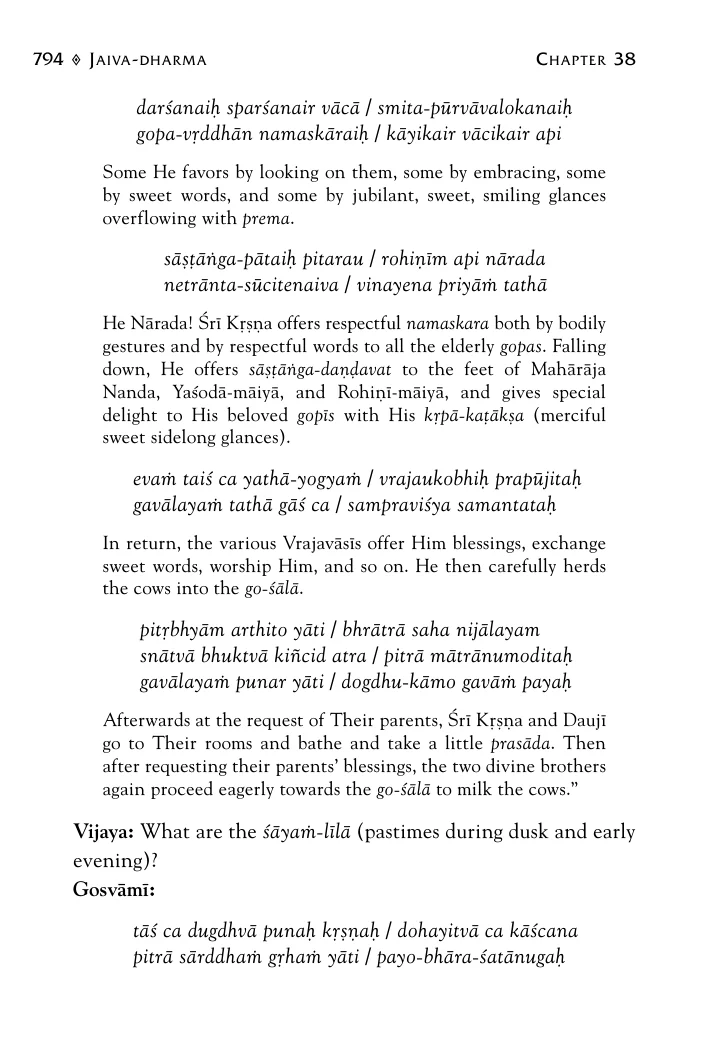 794 ◈ JAIVA-DHARMA CHAPTER 38
darśanaiḥ sparśanair vācā / smita-pūrvāvalokanaiḥ
gopa-vṛddhān namaskāraiḥ / kāyikair vācikair api
Some He favors by looking on them, some by embracing, some
by sweet words, and some by jubilant, sweet, smiling glances
overflowing with prema.
sāṣṭāṅga-pātaiḥ pitarau / rohiṇīm api nārada
netrānta-sūcitenaiva / vinayena priyāṁ tathā
He Nārada! Śrī Kṛṣṇa offers respectful namaskara both by bodily
gestures and by respectful words to all the elderly gopas. Falling
down, He offers sāṣṭāṅga-daṇḍavat to the feet of Mahārāja
Nanda, Yaśodā-māiyā, and Rohiṇī-māiyā, and gives special
delight to His beloved gopīs with His kṛpā-kaṭākṣa (merciful
sweet sidelong glances).
evaṁ taiś ca yathā-yogyaṁ / vrajaukobhiḥ prapūjitaḥ
gavālayaṁ tathā gāś ca / sampraviśya samantataḥ
In return, the various Vrajavāsīs offer Him blessings, exchange
sweet words, worship Him, and so on. He then carefully herds
the cows into the go-śālā.
pitṛbhyām arthito yāti / bhrātrā saha nijālayam
snātvā bhuktvā kiñcid atra / pitrā mātrānumoditaḥ
gavālayaṁ punar yāti / dogdhu-kāmo gavāṁ payaḥ
Afterwards at the request of Their parents, Śrī Kṛṣṇa and Daujī
go to Their rooms and bathe and take a little prasāda. Then
after requesting their parents’ blessings, the two divine brothers
again proceed eagerly towards the go-śālā to milk the cows.”
Vijaya: What are the śāyaṁ-līlā (pastimes during dusk and early
evening)?
Gosvāmī:
tāś ca dugdhvā punaḥ kṛṣṇaḥ / dohayitvā ca kāścana
pitrā sārddhaṁ gṛhaṁ yāti / payo-bhāra-śatānugaḥ